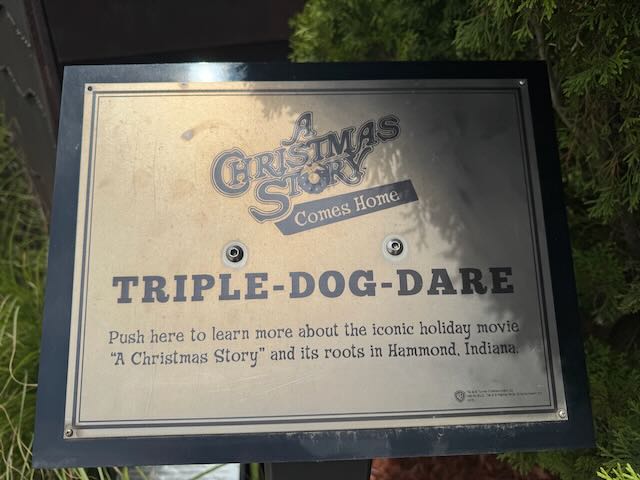 A
CHRISTMAS
STORY
Comes Home
TRIPLE-DOG-DARE
Push here to learn more about the iconic holiday movie
"A Christmas Story" and its roots in Hammond, Indiana.